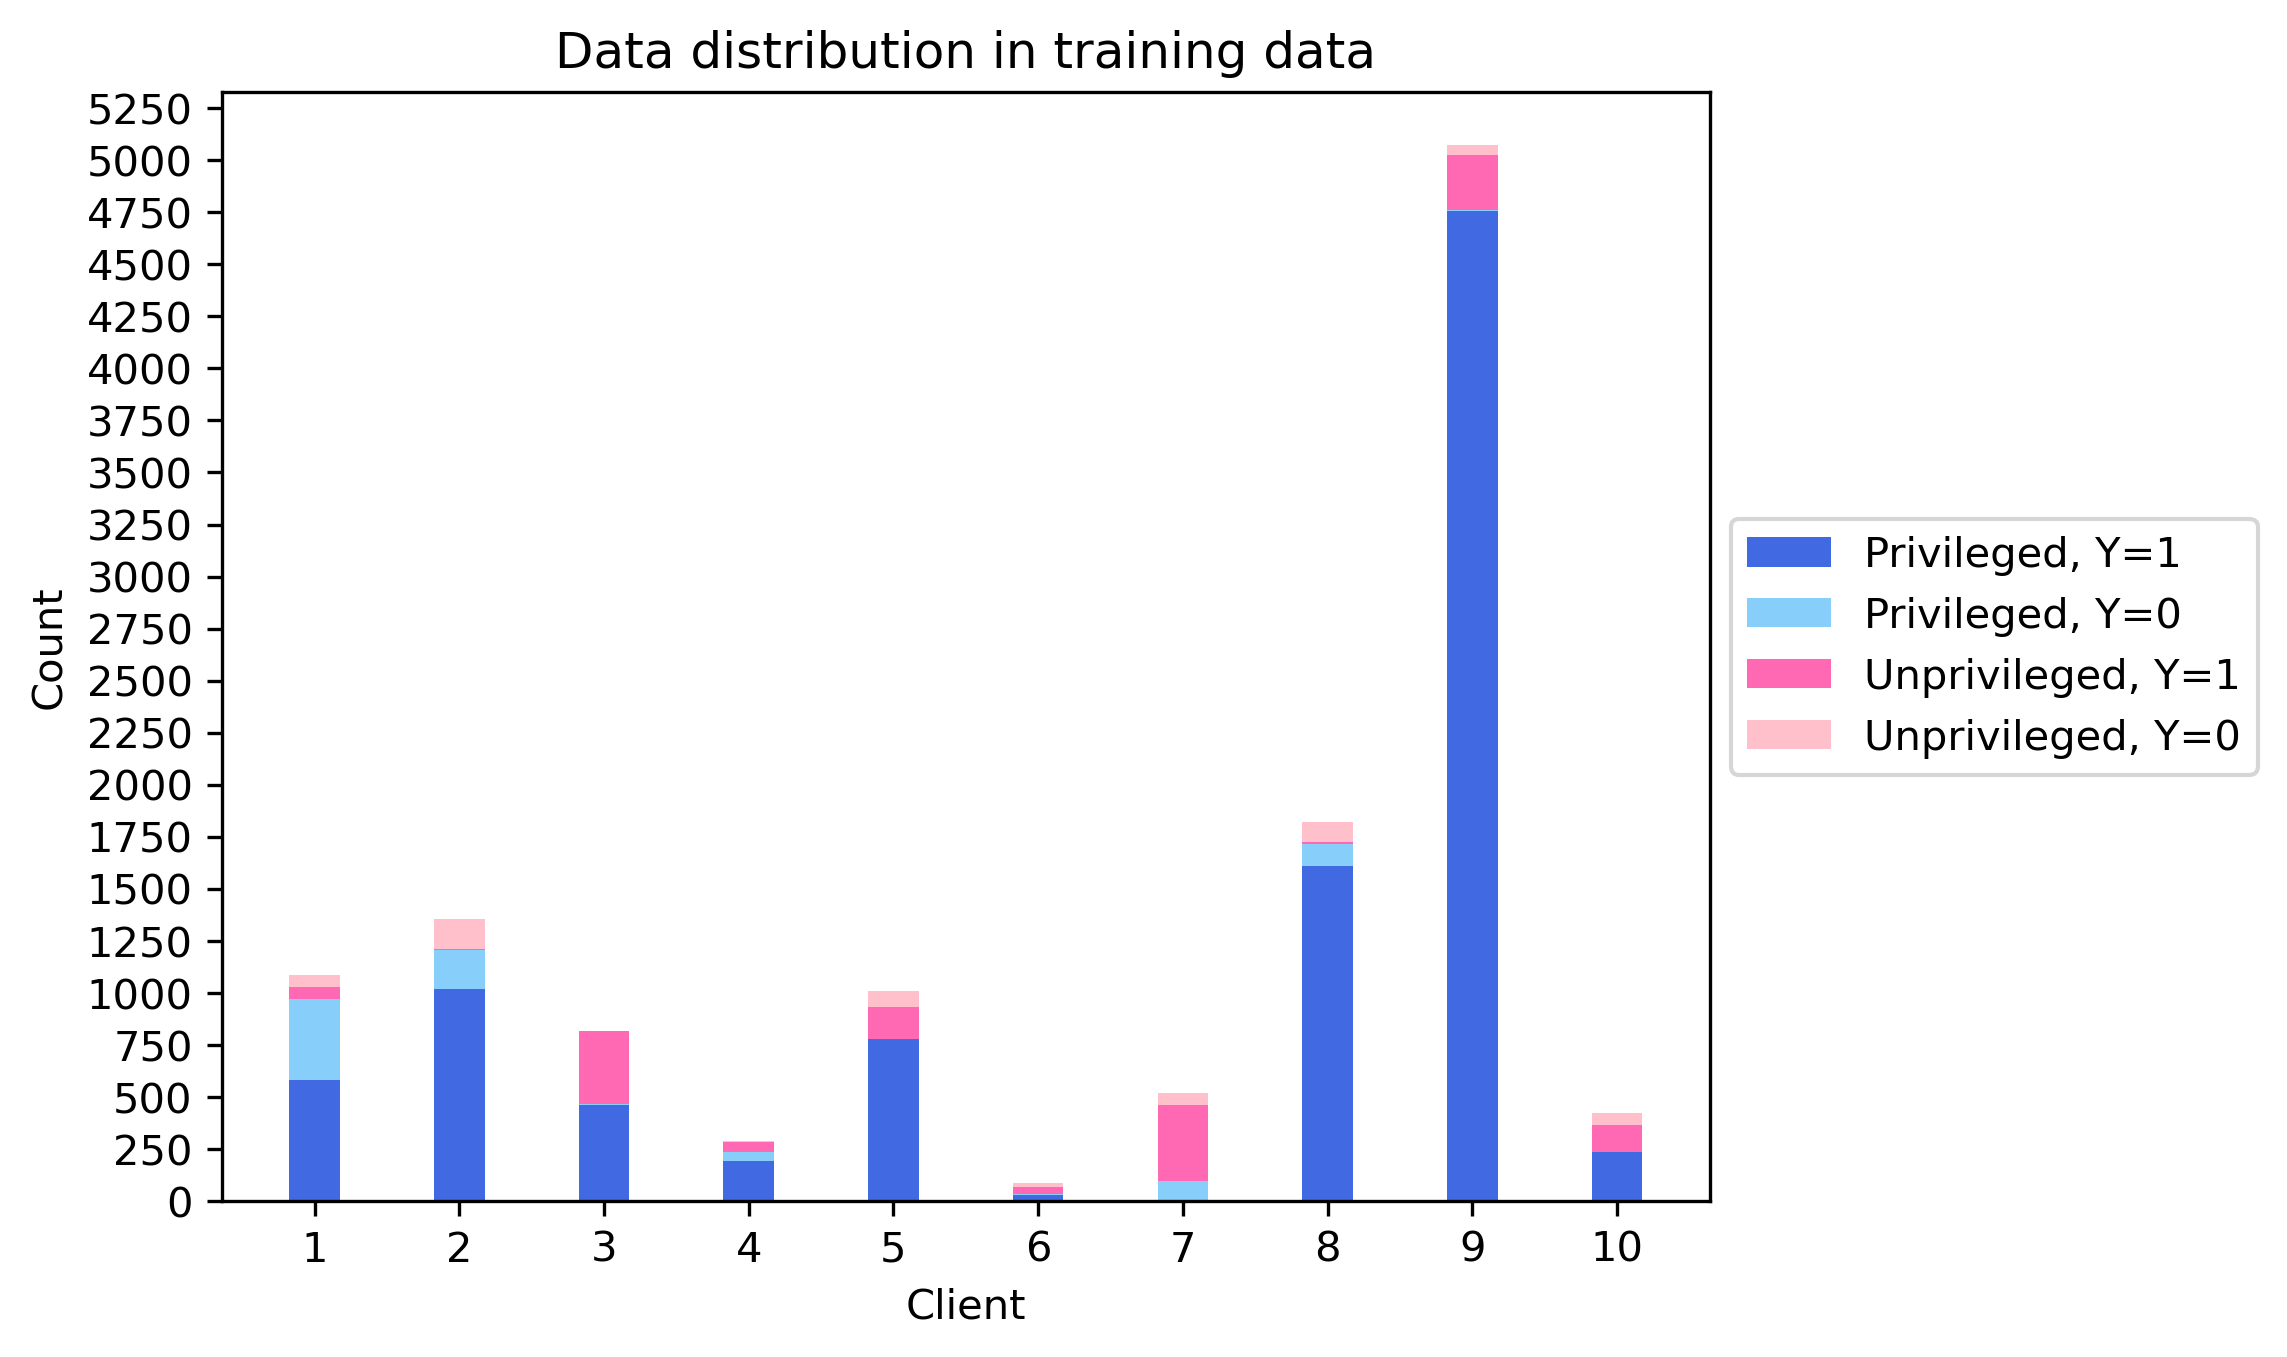 Data distribution in training data
5250
5000
4750
4500
4250
4000
3750
3500
3250
3000
2750
2500
2250
2000
1750
1500
1250
1000
750
500
250
0
Count
1 2 3 4 5 6 7 8 9 10
Client
Privileged, Y=1
Privileged, Y=0
Unprivileged, Y=1
Unprivileged, Y=0